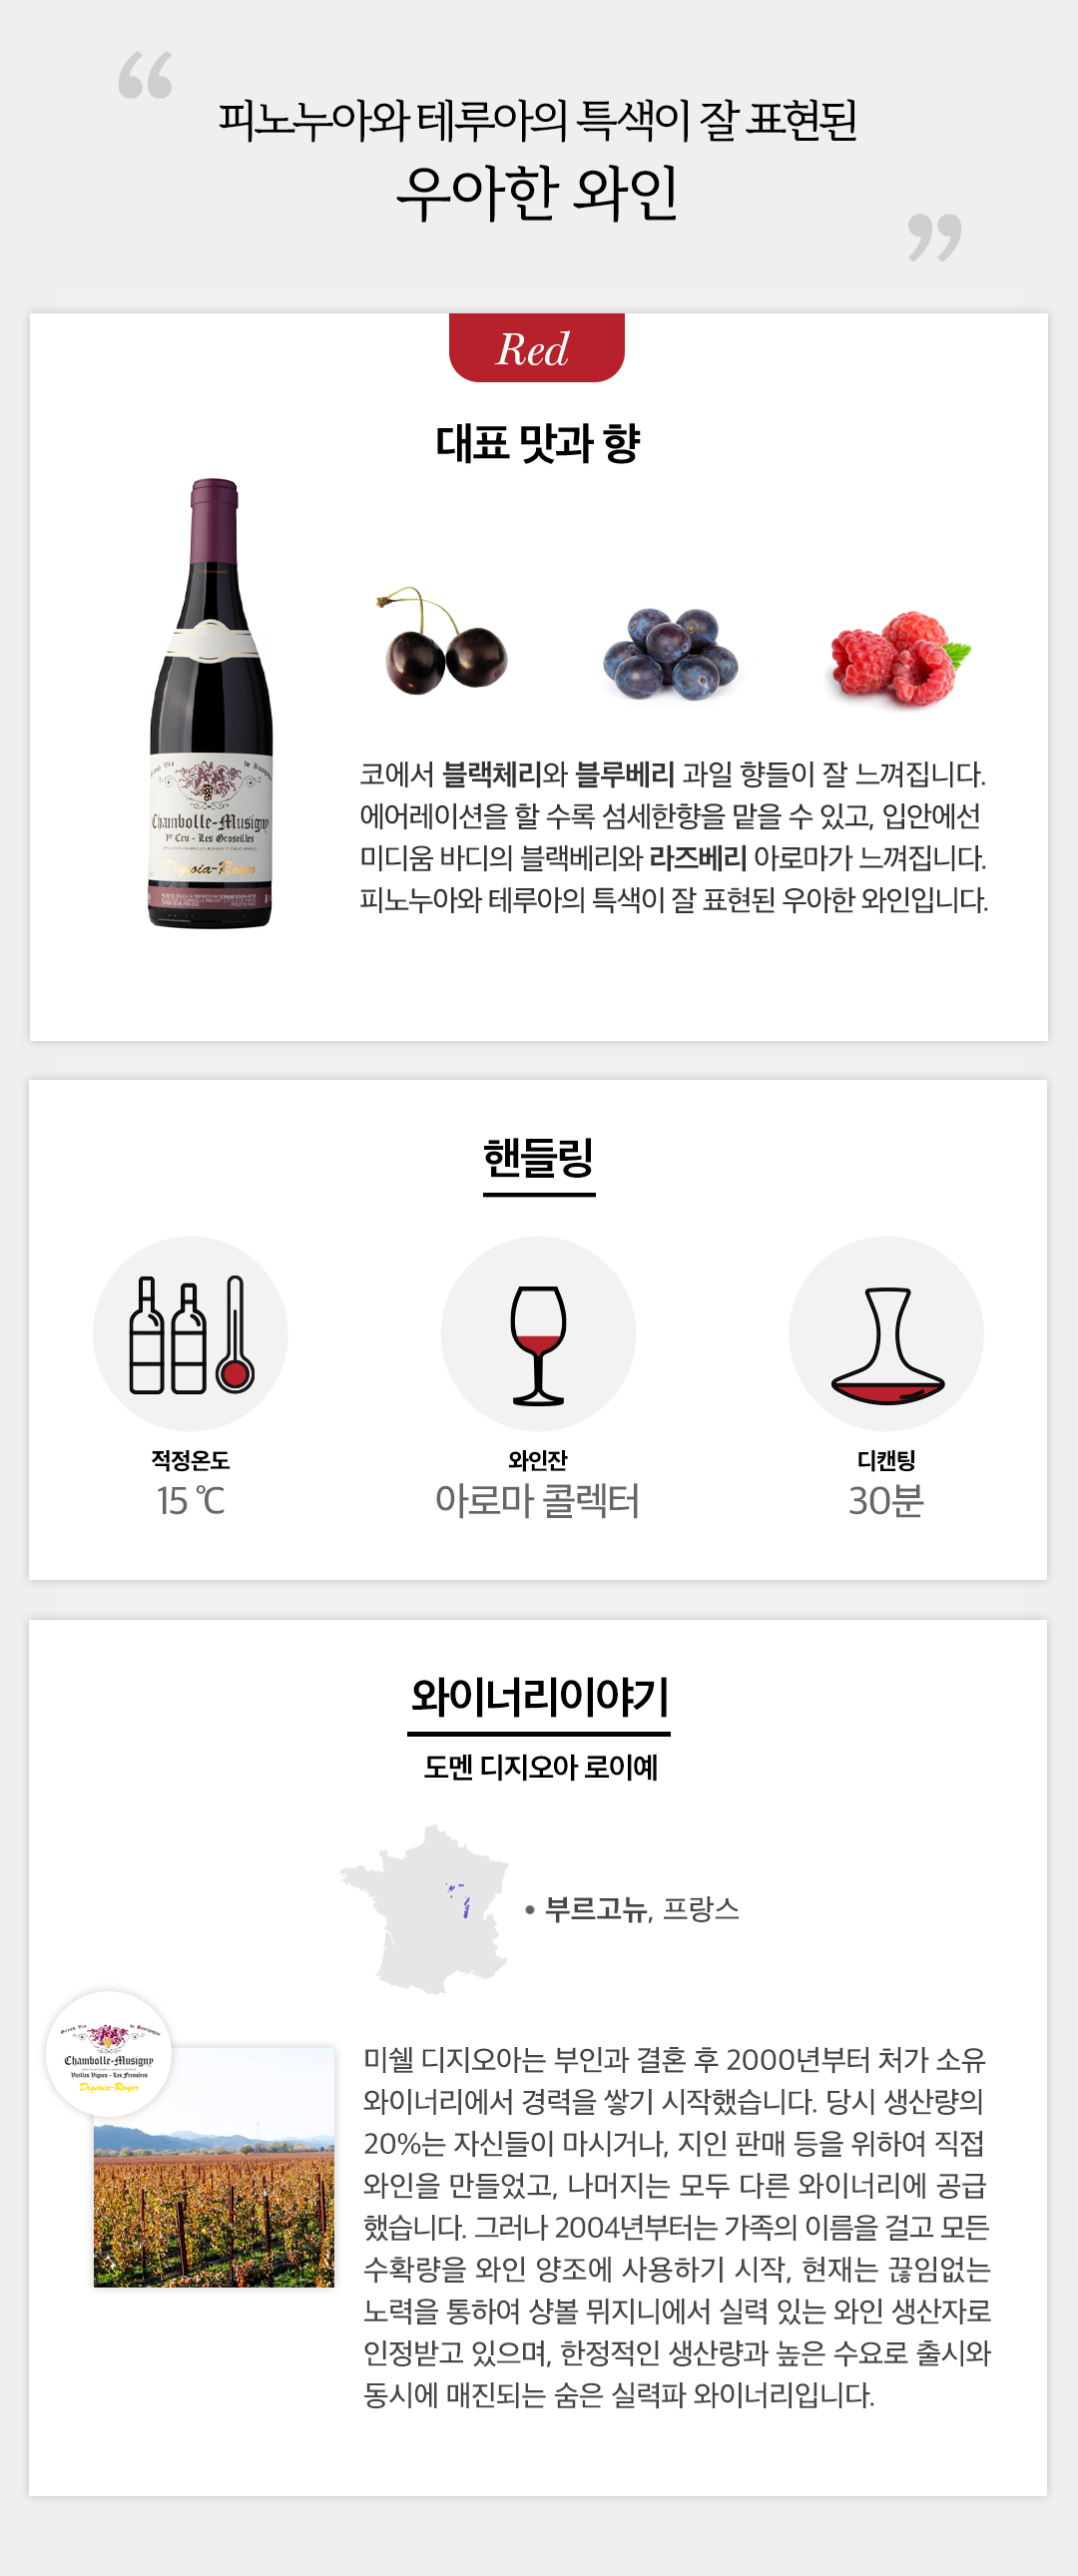 “
피노누아와 테루아의 특색이 잘 표현된
우아한 와인
”
Red
대표 맛과 향
Grand Vin de Bourgogne
Chambolle-Musigny
1er Cru - Les Groseilles
Digioia-Royer
코에서 블랙체리와 블루베리 과일 향들이 잘 느껴집니다.
에어레이션을 할 수록 섬세한향을 맡을 수 있고, 입안에선
미디움 바디의 블랙베리와 라즈베리 아로마가 느껴집니다.
피노누아와 테루아의 특색이 잘 표현된 우아한 와인입니다.
핸들링
적정온도
15 ℃
와인잔
아로마 콜렉터
디캔팅
30분
와이너리이야기
도멘 디지오아 로이예
• 부르고뉴, 프랑스
Grand Vin de Bourgogne
Chambolle-Musigny
Vieilles Vignes - Les Fremières
Digioia-Royer
미쉘 디지오아는 부인과 결혼 후 2000년부터 처가 소유
와이너리에서 경력을 쌓기 시작했습니다. 당시 생산량의
20%는 자신들이 마시거나, 지인 판매 등을 위하여 직접
와인을 만들었고, 나머지는 모두 다른 와이너리에 공급
했습니다. 그러나 2004년부터는 가족의 이름을 걸고 모든
수확량을 와인 양조에 사용하기 시작, 현재는 끊임없는
노력을 통하여 샹볼 뮈지니에서 실력 있는 와인 생산자로
인정받고 있으며, 한정적인 생산량과 높은 수요로 출시와
동시에 매진되는 숨은 실력파 와이너리입니다.